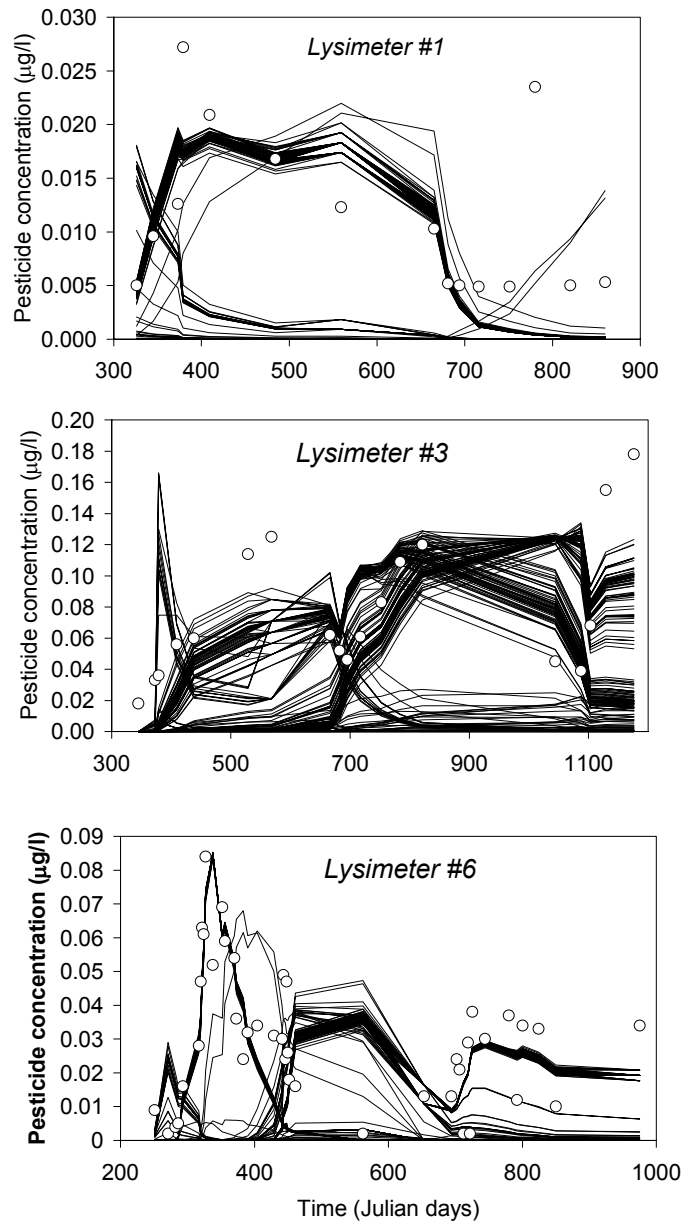 Lysimeter #1
Pesticide concentration (µg/l)
0.030
0.025
0.020
0.015
0.010
0.005
0.000
300 400 500 600 700 800 900
Lysimeter #3
Pesticide concentration (µg/l)
0.20
0.18
0.16
0.14
0.12
0.10
0.08
0.06
0.04
0.02
0.00
300 500 700 900 1100
Lysimeter #6
Pesticide concentration (µg/l)
0.09
0.08
0.07
0.06
0.05
0.04
0.03
0.02
0.01
0
200 400 600 800 1000
Time (Julian days)